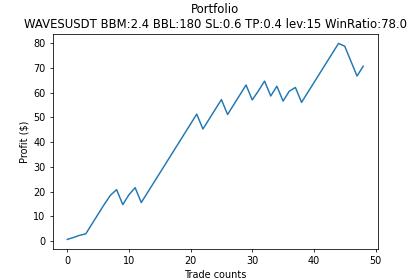 Portfolio
WAVESUSDT BBM:2.4 BBL:180 SL:0.6 TP:0.4 lev:15 WinRatio:78.0
80
70
60
50
40
30
20
10
0
Profit ($)
0 10 20 30 40 50
Trade counts